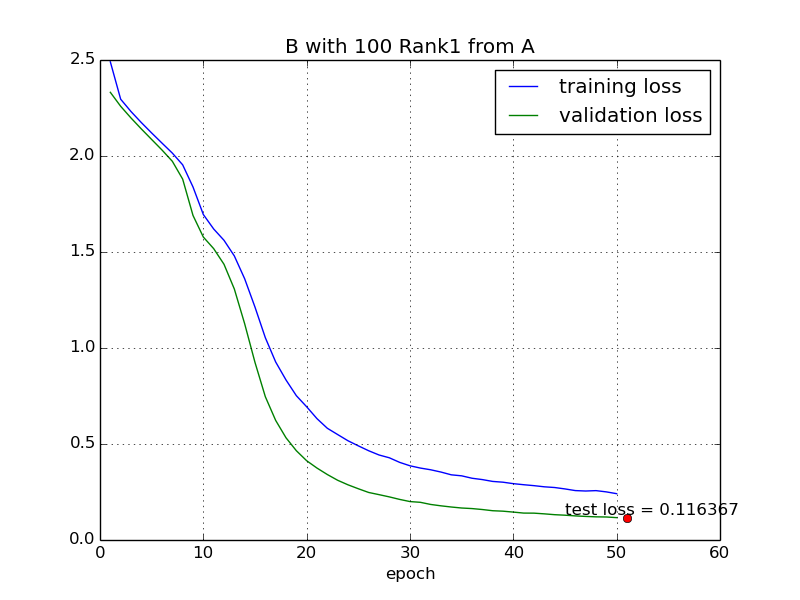 B with 100 Rank1 from A
2.5
2.0
1.5
1.0
0.5
0.0
training loss
validation loss
test loss = 0.116367
0 10 20 30 40 50 60
epoch